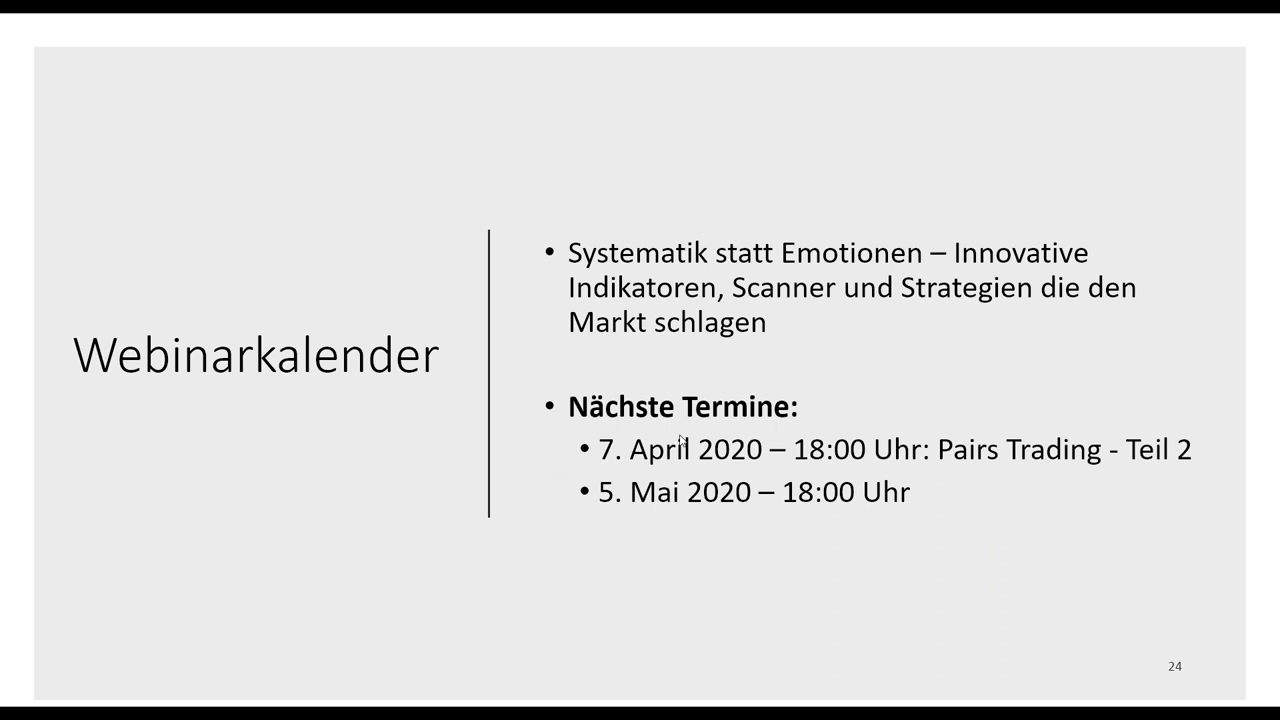 Webinarkalender
• Systematik statt Emotionen – Innovative
Indikatoren, Scanner und Strategien die den
Markt schlagen
• Nächste Termine:
• 7. April 2020 – 18:00 Uhr: Pairs Trading - Teil 2
• 5. Mai 2020 – 18:00 Uhr
24